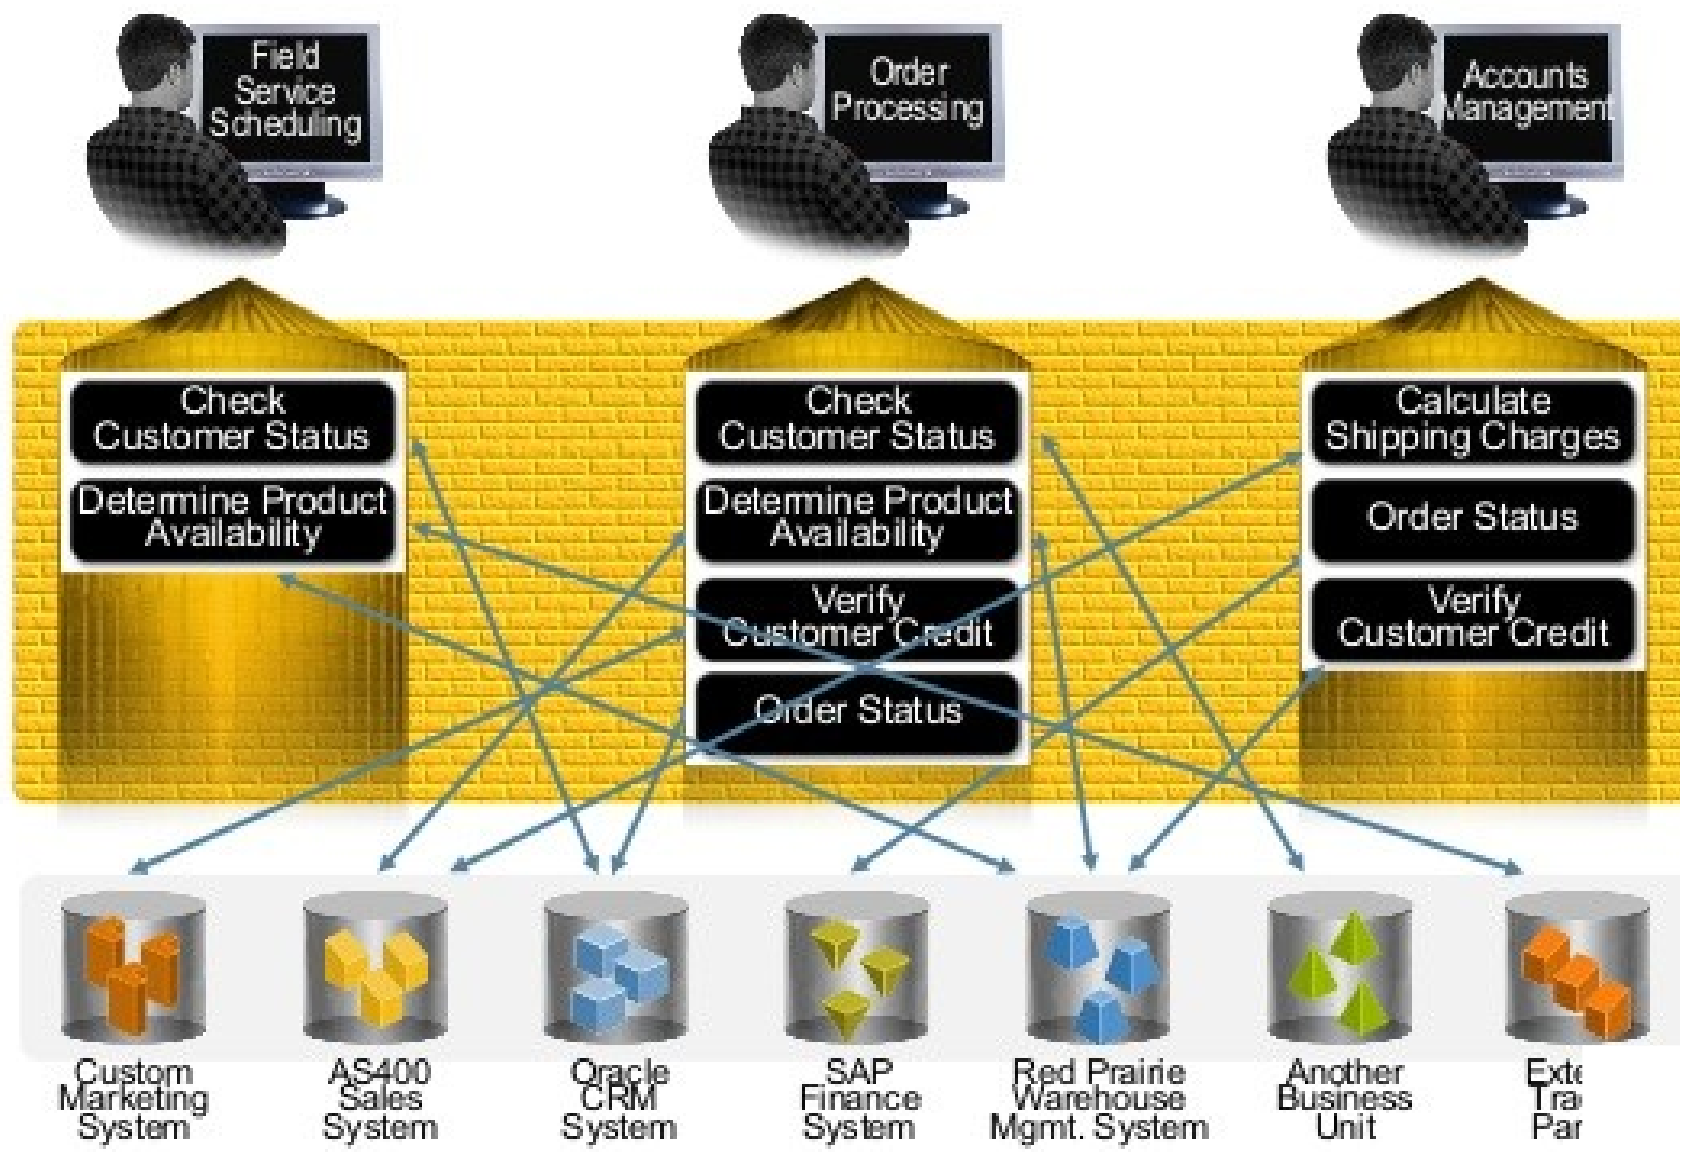 Field
Service
Scheduling
Order
Processing
Accounts
Management
Check
Customer Status
Determine Product
Availability
Check
Customer Status
Determine Product
Availability
Verify
Customer Credit
Order Status
Calculate
Shipping Charges
Order Status
Verify
Customer Credit
Custom
Marketing
System
AS400
Sales
System
Oracle
CRM
System
SAP
Finance
System
Red Prairie
Warehouse
Mgmt. System
Another
Business
Unit